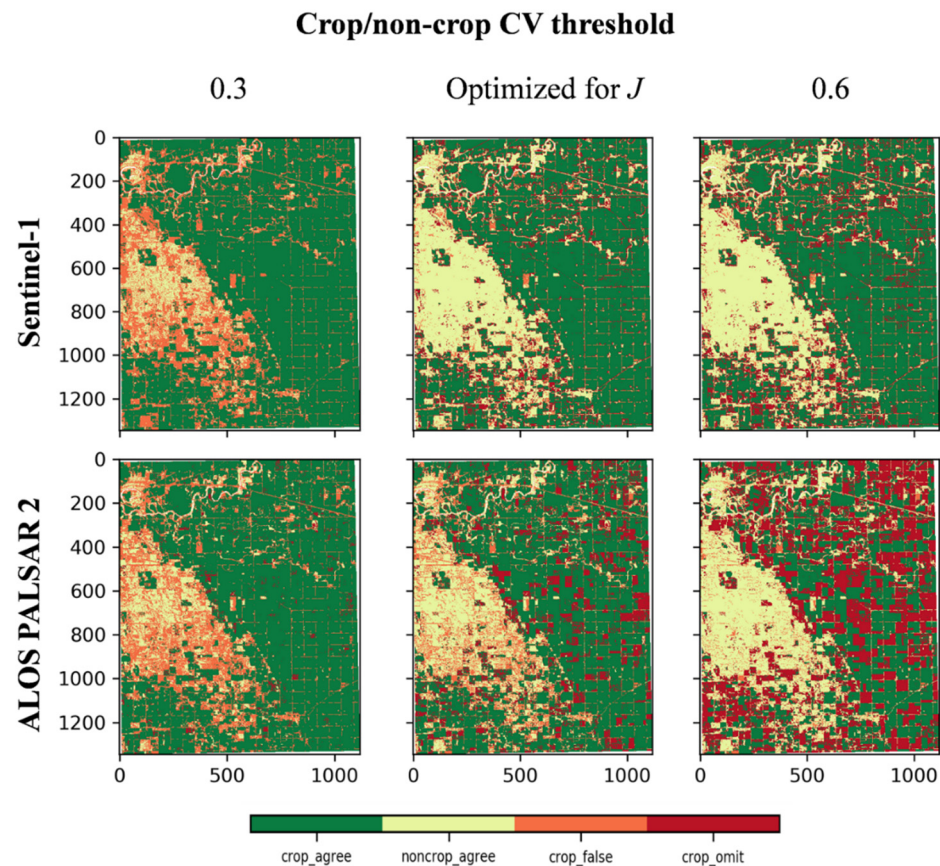 Crop/non-crop CV threshold
0.3 Optimized for J 0.6
Sentinel-1
0
200
400
600
800
1000
1200
ALOS PALSAR 2
0
200
400
600
800
1000
1200
0 500 1000 0 500 1000 0 500 1000
crop_agree noncrop_agree crop_false crop_omit